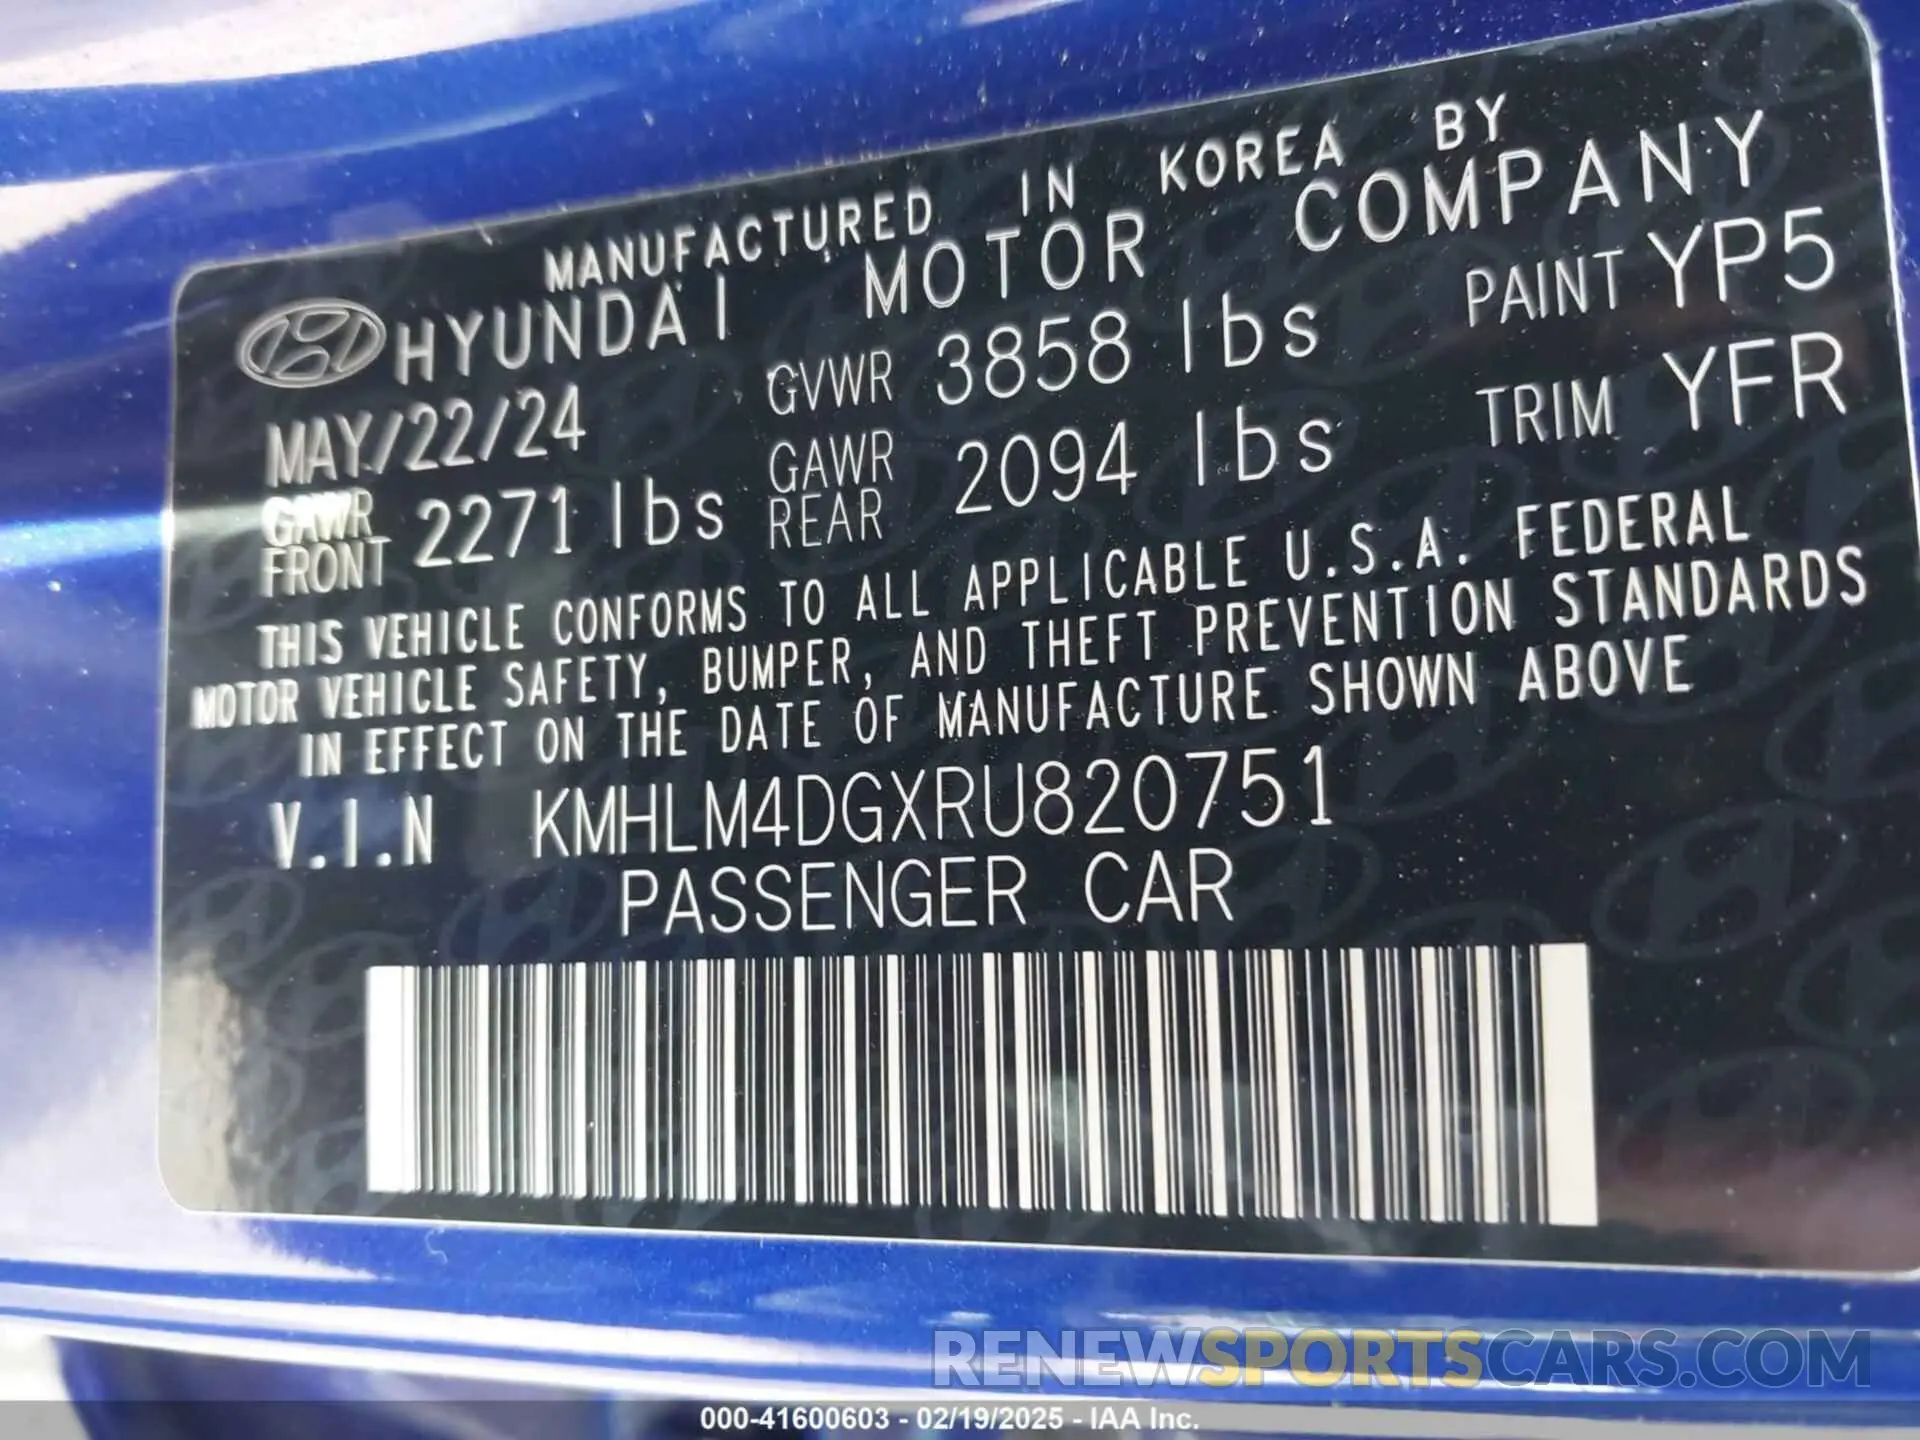 MANUFACTURED IN KOREA BY
HYUNDAI MOTOR COMPANY
MAY/22/24 GVWR 3858 lbs PAINT YP5
GAWR FRONT 2271 lbs GAWR REAR 2094 lbs TRIM YFR
THIS VEHICLE CONFORMS TO ALL APPLICABLE U.S.A. FEDERAL
MOTOR VEHICLE SAFETY, BUMPER, AND THEFT PREVENTION STANDARDS
IN EFFECT ON THE DATE OF MANUFACTURE SHOWN ABOVE
V.I.N KMHLM4DGXRU820751
PASSENGER CAR
RENEWSPORTSCARS.COM
000-41600603 - 02/19/2025 - IAA Inc.